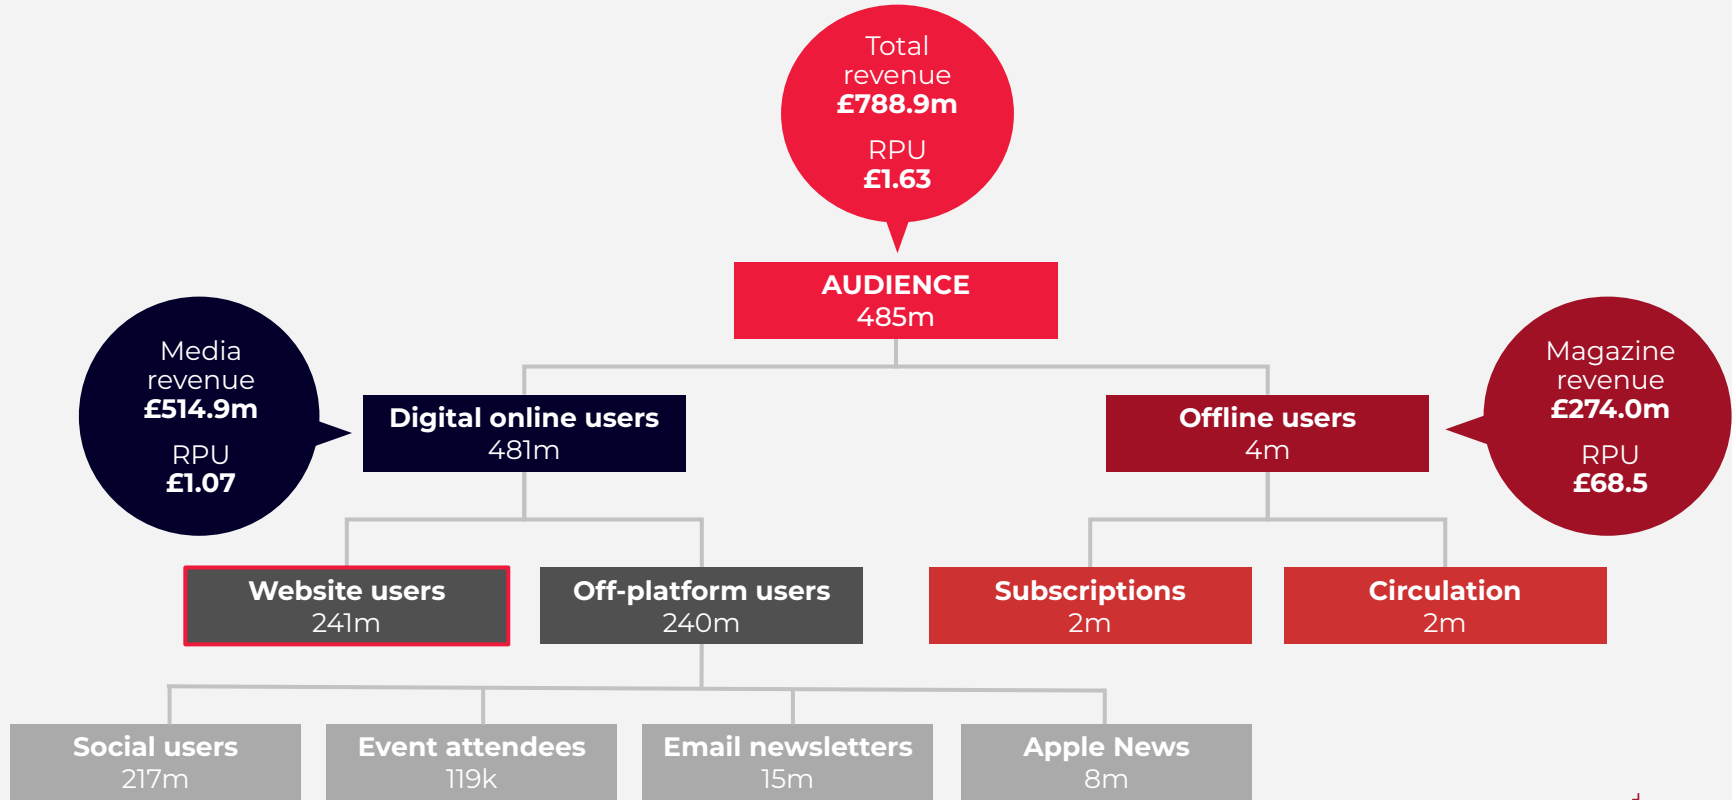 Total
revenue
£788.9m
RPU
£1.63
AUDIENCE
485m
Media
revenue
£514.9m
RPU
£1.07
Digital online users
481m
Offline users
4m
Magazine
revenue
£274.0m
RPU
£68.5
Website users
241m
Off-platform users
240m
Subscriptions
2m
Circulation
2m
Social users
217m
Event attendees
119k
Email newsletters
15m
Apple News
8m